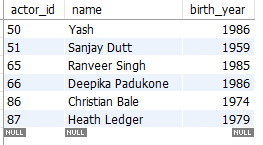 actor_id name birth_year
50 Yash 1986
51 Sanjay Dutt 1959
65 Ranveer Singh 1985
66 Deepika Padukone 1986
86 Christian Bale 1974
87 Heath Ledger 1979
NULL NULL NULL